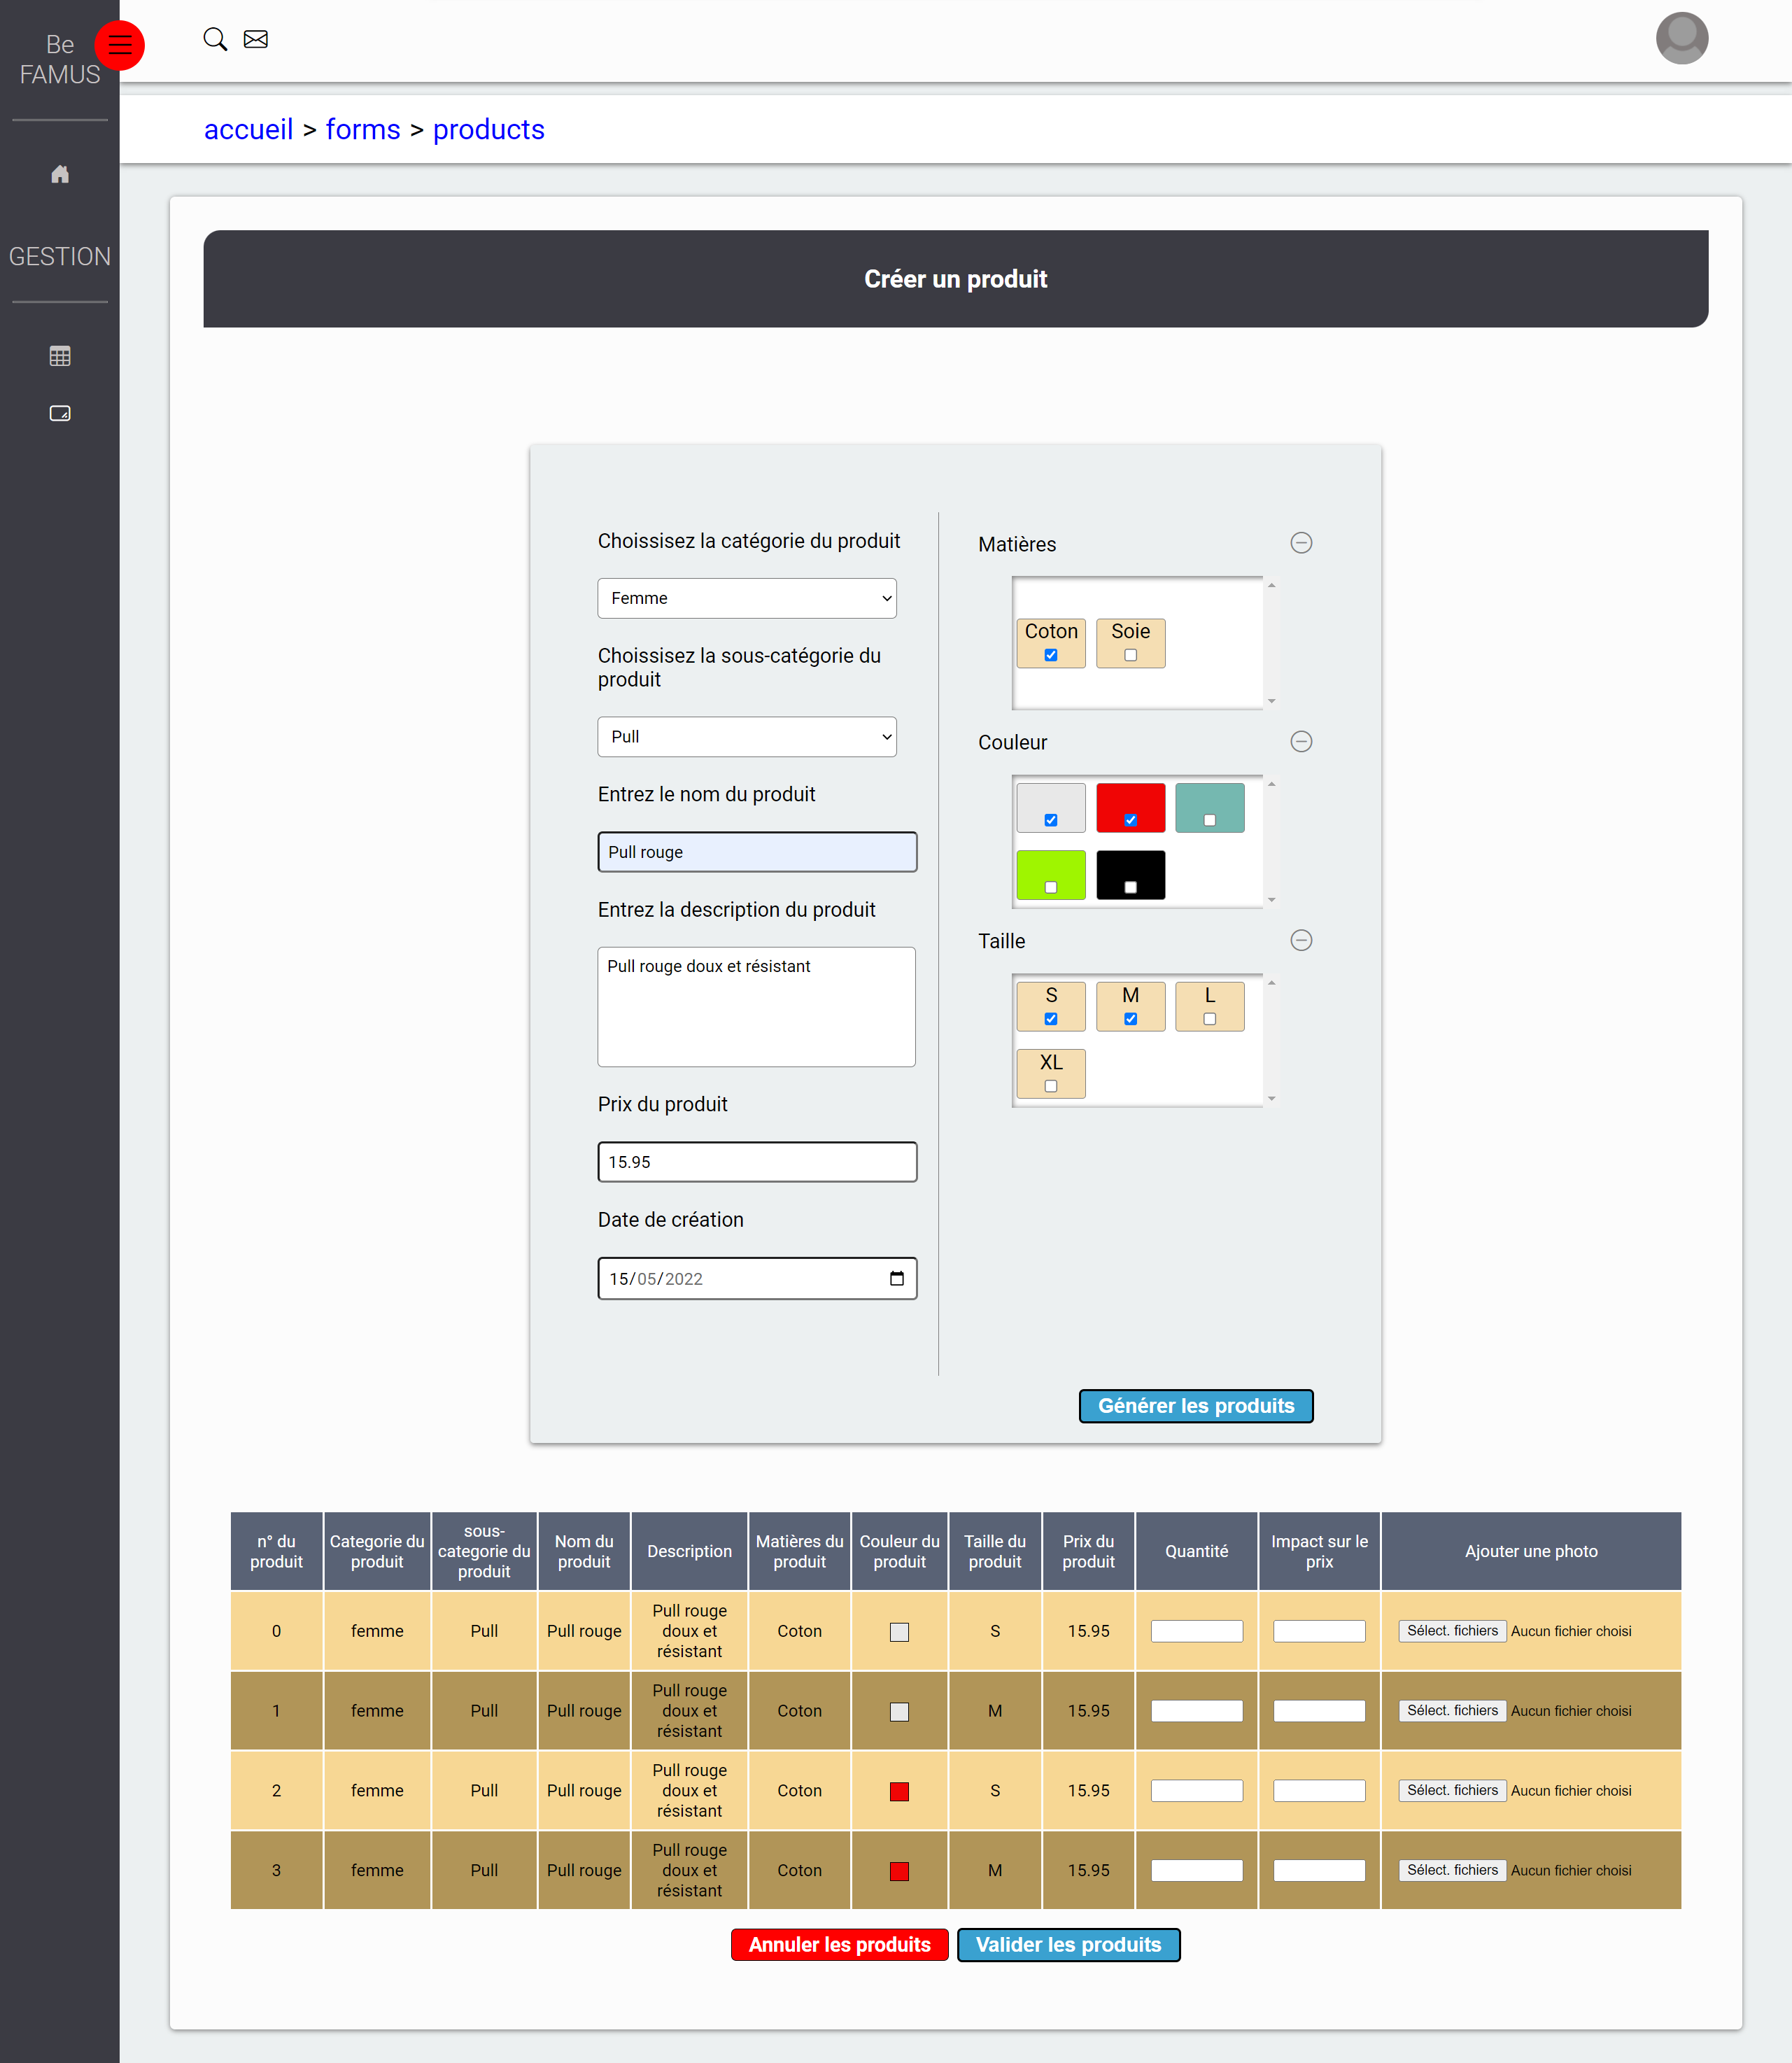 Be
FAMUS
GESTION
accueil > forms > products
Créer un produit
Choissisez la catégorie du produit
Femme
Choissisez la sous-catégorie du
produit
Pull
Entrez le nom du produit
Pull rouge
Entrez la description du produit
Pull rouge doux et résistant
Prix du produit
15.95
Date de création
15/05/2022
Matières
Coton Soie
Couleur
Taille
S M L
XL
Générer les produits
n° du
produit
Categorie du
produit
sous-
categorie du
produit
Nom du
produit
Description
Matières du
produit
Couleur du
produit
Taille du
produit
Prix du
produit
Quantité
Impact sur le
prix
Ajouter une photo
0
femme
Pull
Pull rouge
Pull rouge
doux et
résistant
Coton
S
15.95
Sélect. fichiers Aucun fichier choisi
1
femme
Pull
Pull rouge
Pull rouge
doux et
résistant
Coton
M
15.95
Sélect. fichiers Aucun fichier choisi
2
femme
Pull
Pull rouge
Pull rouge
doux et
résistant
Coton
S
15.95
Sélect. fichiers Aucun fichier choisi
3
femme
Pull
Pull rouge
Pull rouge
doux et
résistant
Coton
M
15.95
Sélect. fichiers Aucun fichier choisi
Annuler les produits
Valider les produits